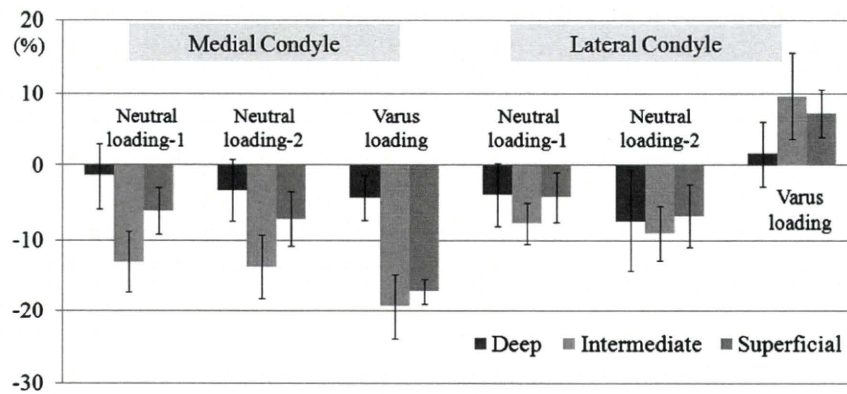 20
(%)
Medial Condyle
Lateral Condyle
10
Neutral loading-1
Neutral loading-2
Varus loading
Neutral loading-1
Neutral loading-2
0
Varus loading
-10
-20
Deep
Intermediate
Superficial
-30